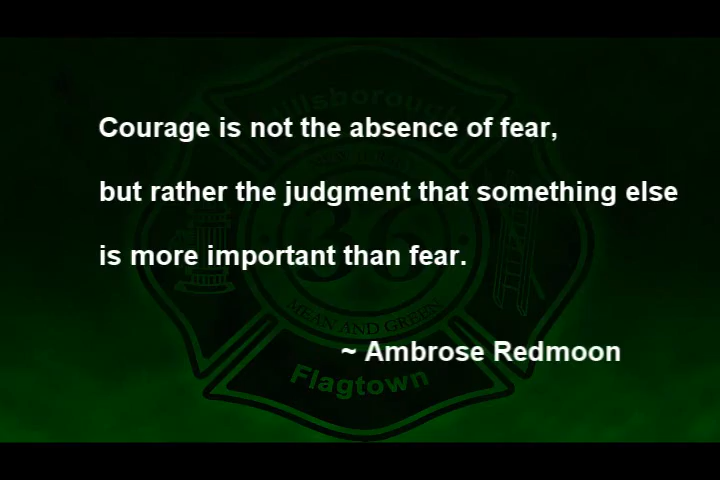 Hillsborough
Courage is not the absence of fear,
but rather the judgment that something else
is more important than fear.
36
MEAN AND GREEN
~ Ambrose Redmoon
Flagtown